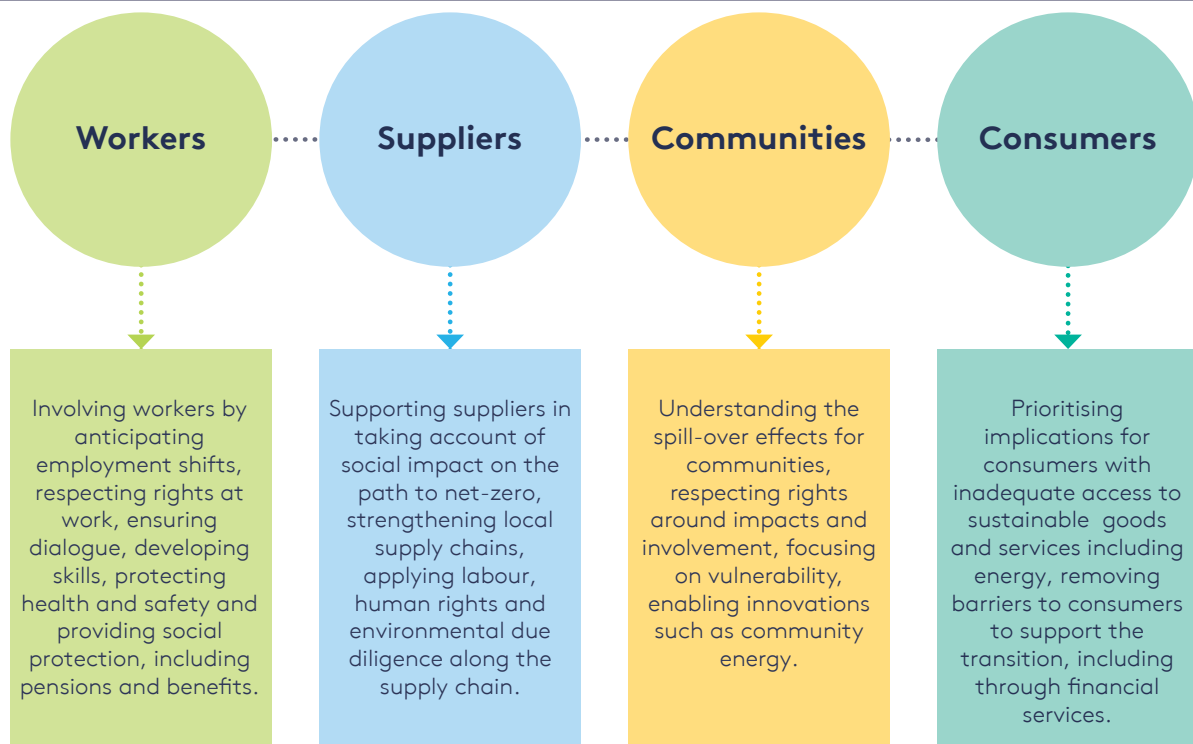 Workers
Suppliers
Communities
Consumers
Involving workers by
anticipating
employment shifts,
respecting rights at
work, ensuring
dialogue, developing
skills, protecting
health and safety and
providing social
protection, including
pensions and benefits.
Supporting suppliers in
taking account of
social impact on the
path to net-zero,
strengthening local
supply chains,
applying labour,
human rights and
environmental due
diligence along the
supply chain.
Understanding the
spill-over effects for
communities,
respecting rights
around impacts and
involvement, focusing
on vulnerability,
enabling innovations
such as community
energy.
Prioritising
implications for
consumers with
inadequate access to
sustainable goods
and services including
energy, removing
barriers to consumers
to support the
transition, including
through financial
services.